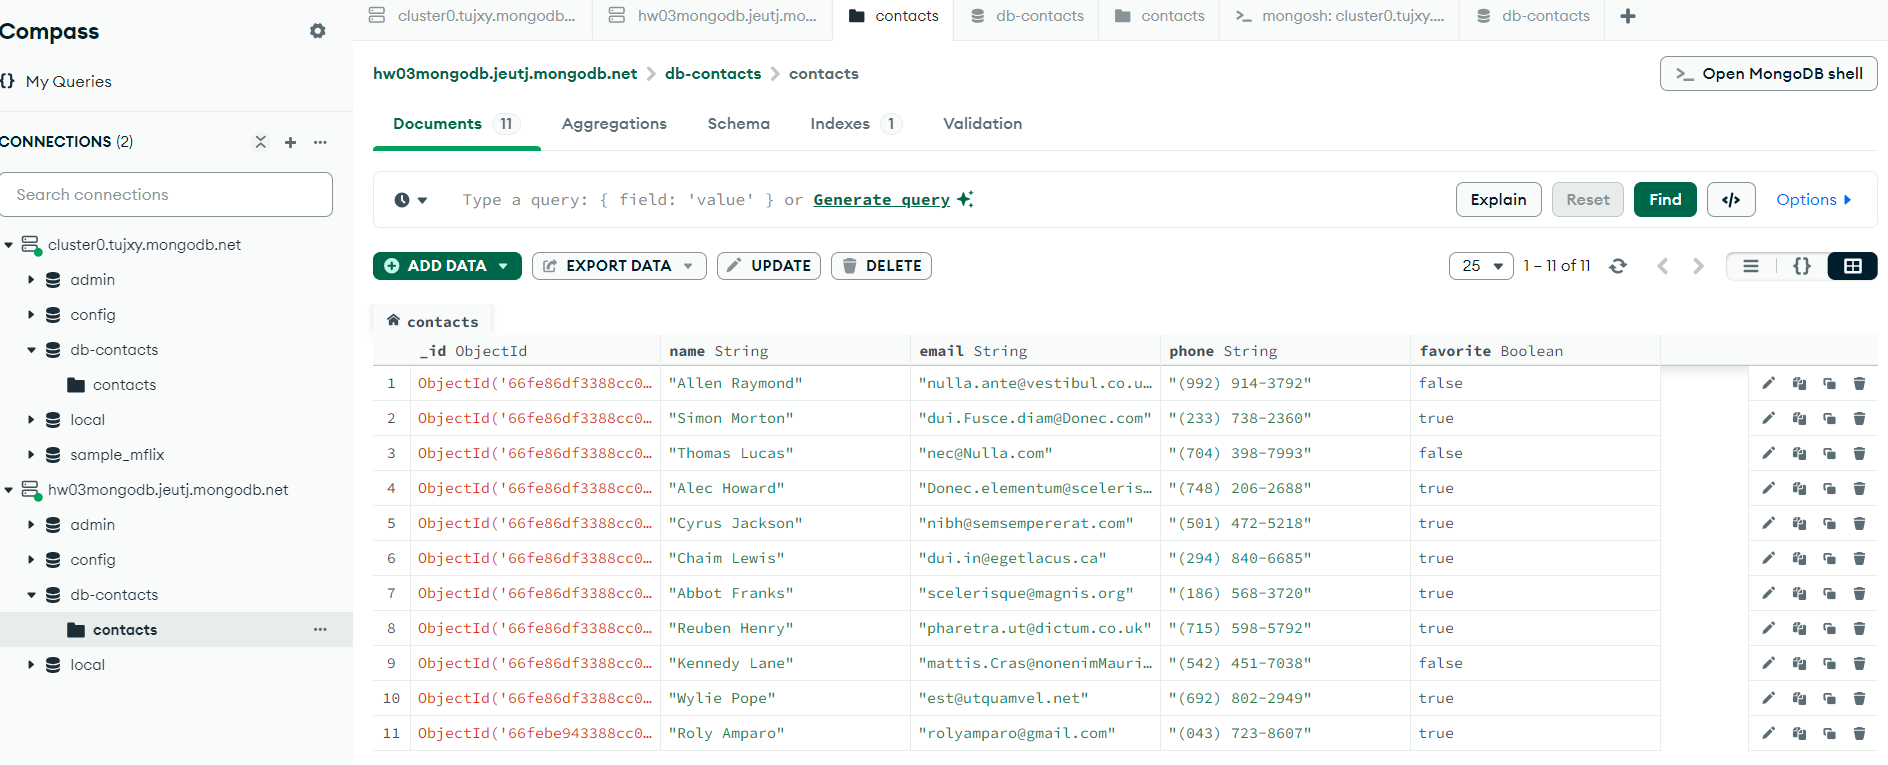 Compass
{} My Queries
CONNECTIONS (2)
Search connections
cluster0.tujxy.mongodb.net
admin
config
db-contacts
contacts
local
sample_mflix
hw03mongodb.jeutj.mongodb.net
admin
config
db-contacts
contacts
local
cluster0.tujxy.mongodb... hw03mongodb.jeutj.mo... contacts db-contacts contacts >_ mongosh: cluster0.tujxy.... db-contacts
hw03mongodb.jeutj.mongodb.net > db-contacts > contacts >_ Open MongoDB shell
Documents 11 Aggregations Schema Indexes 1 Validation
Type a query: { field: 'value' } or Generate query Explain Reset Find </> Options
ADD DATA EXPORT DATA UPDATE DELETE 25 1 – 11 of 11 {}
contacts
_id ObjectId name String email String phone String favorite Boolean
1 ObjectId('66fe86df3388cc0… "Allen Raymond" "nulla.ante@vestibul.co.u… "(992) 914-3792" false
2 ObjectId('66fe86df3388cc0… "Simon Morton" "dui.Fusce.diam@Donec.com" "(233) 738-2360" true
3 ObjectId('66fe86df3388cc0… "Thomas Lucas" "nec@Nulla.com" "(704) 398-7993" false
4 ObjectId('66fe86df3388cc0… "Alec Howard" "Donec.elementum@sceleris… "(748) 206-2688" true
5 ObjectId('66fe86df3388cc0… "Cyrus Jackson" "nibh@semsempererat.com" "(501) 472-5218" true
6 ObjectId('66fe86df3388cc0… "Chaim Lewis" "dui.in@egetlacus.ca" "(294) 840-6685" true
7 ObjectId('66fe86df3388cc0… "Abbot Franks" "scelerisque@magnis.org" "(186) 568-3720" true
8 ObjectId('66fe86df3388cc0… "Reuben Henry" "pharetra.ut@dictum.co.uk" "(715) 598-5792" true
9 ObjectId('66fe86df3388cc0… "Kennedy Lane" "mattis.Cras@nonenimMauri… "(542) 451-7038" false
10 ObjectId('66fe86df3388cc0… "Wylie Pope" "est@utquamvel.net" "(692) 802-2949" true
11 ObjectId('66febe943388cc0… "Roly Amparo" "rolyamparo@gmail.com" "(043) 723-8607" true